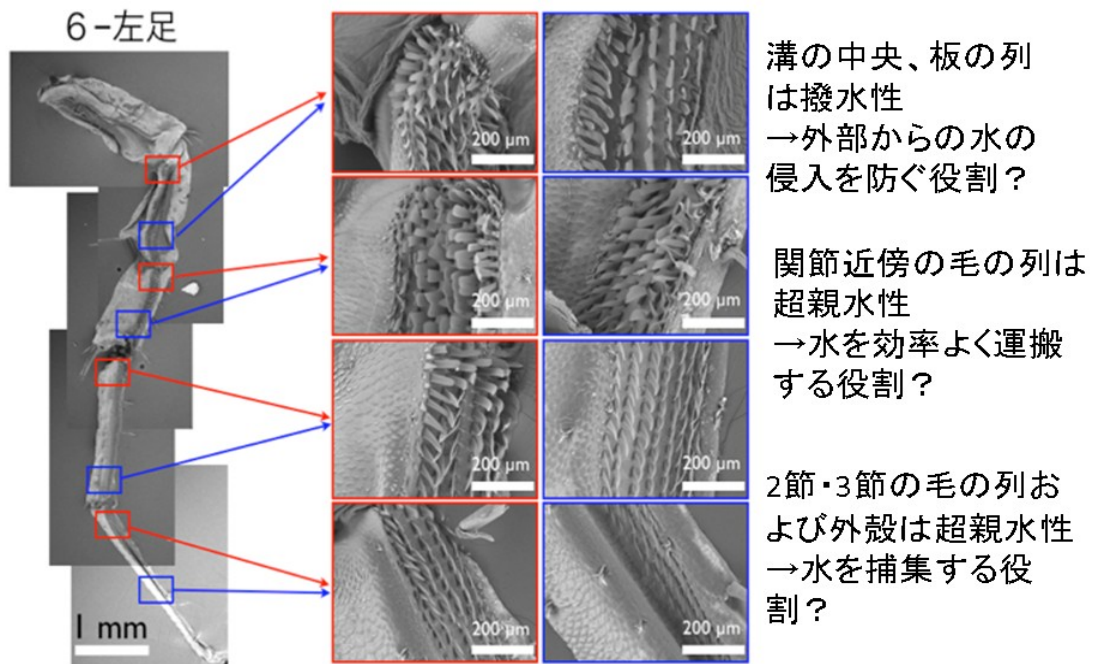 6-左足
1 mm
200 μm
200 μm
200 μm
200 μm
200 μm
200 μm
200 μm
200 μm
溝の中央、板の列
は撥水性
→外部からの水の
侵入を防ぐ役割？
関節近傍の毛の列は
超親水性
→水を効率よく運搬
する役割？
2節・3節の毛の列お
よび外殻は超親水性
→水を捕集する役
割？